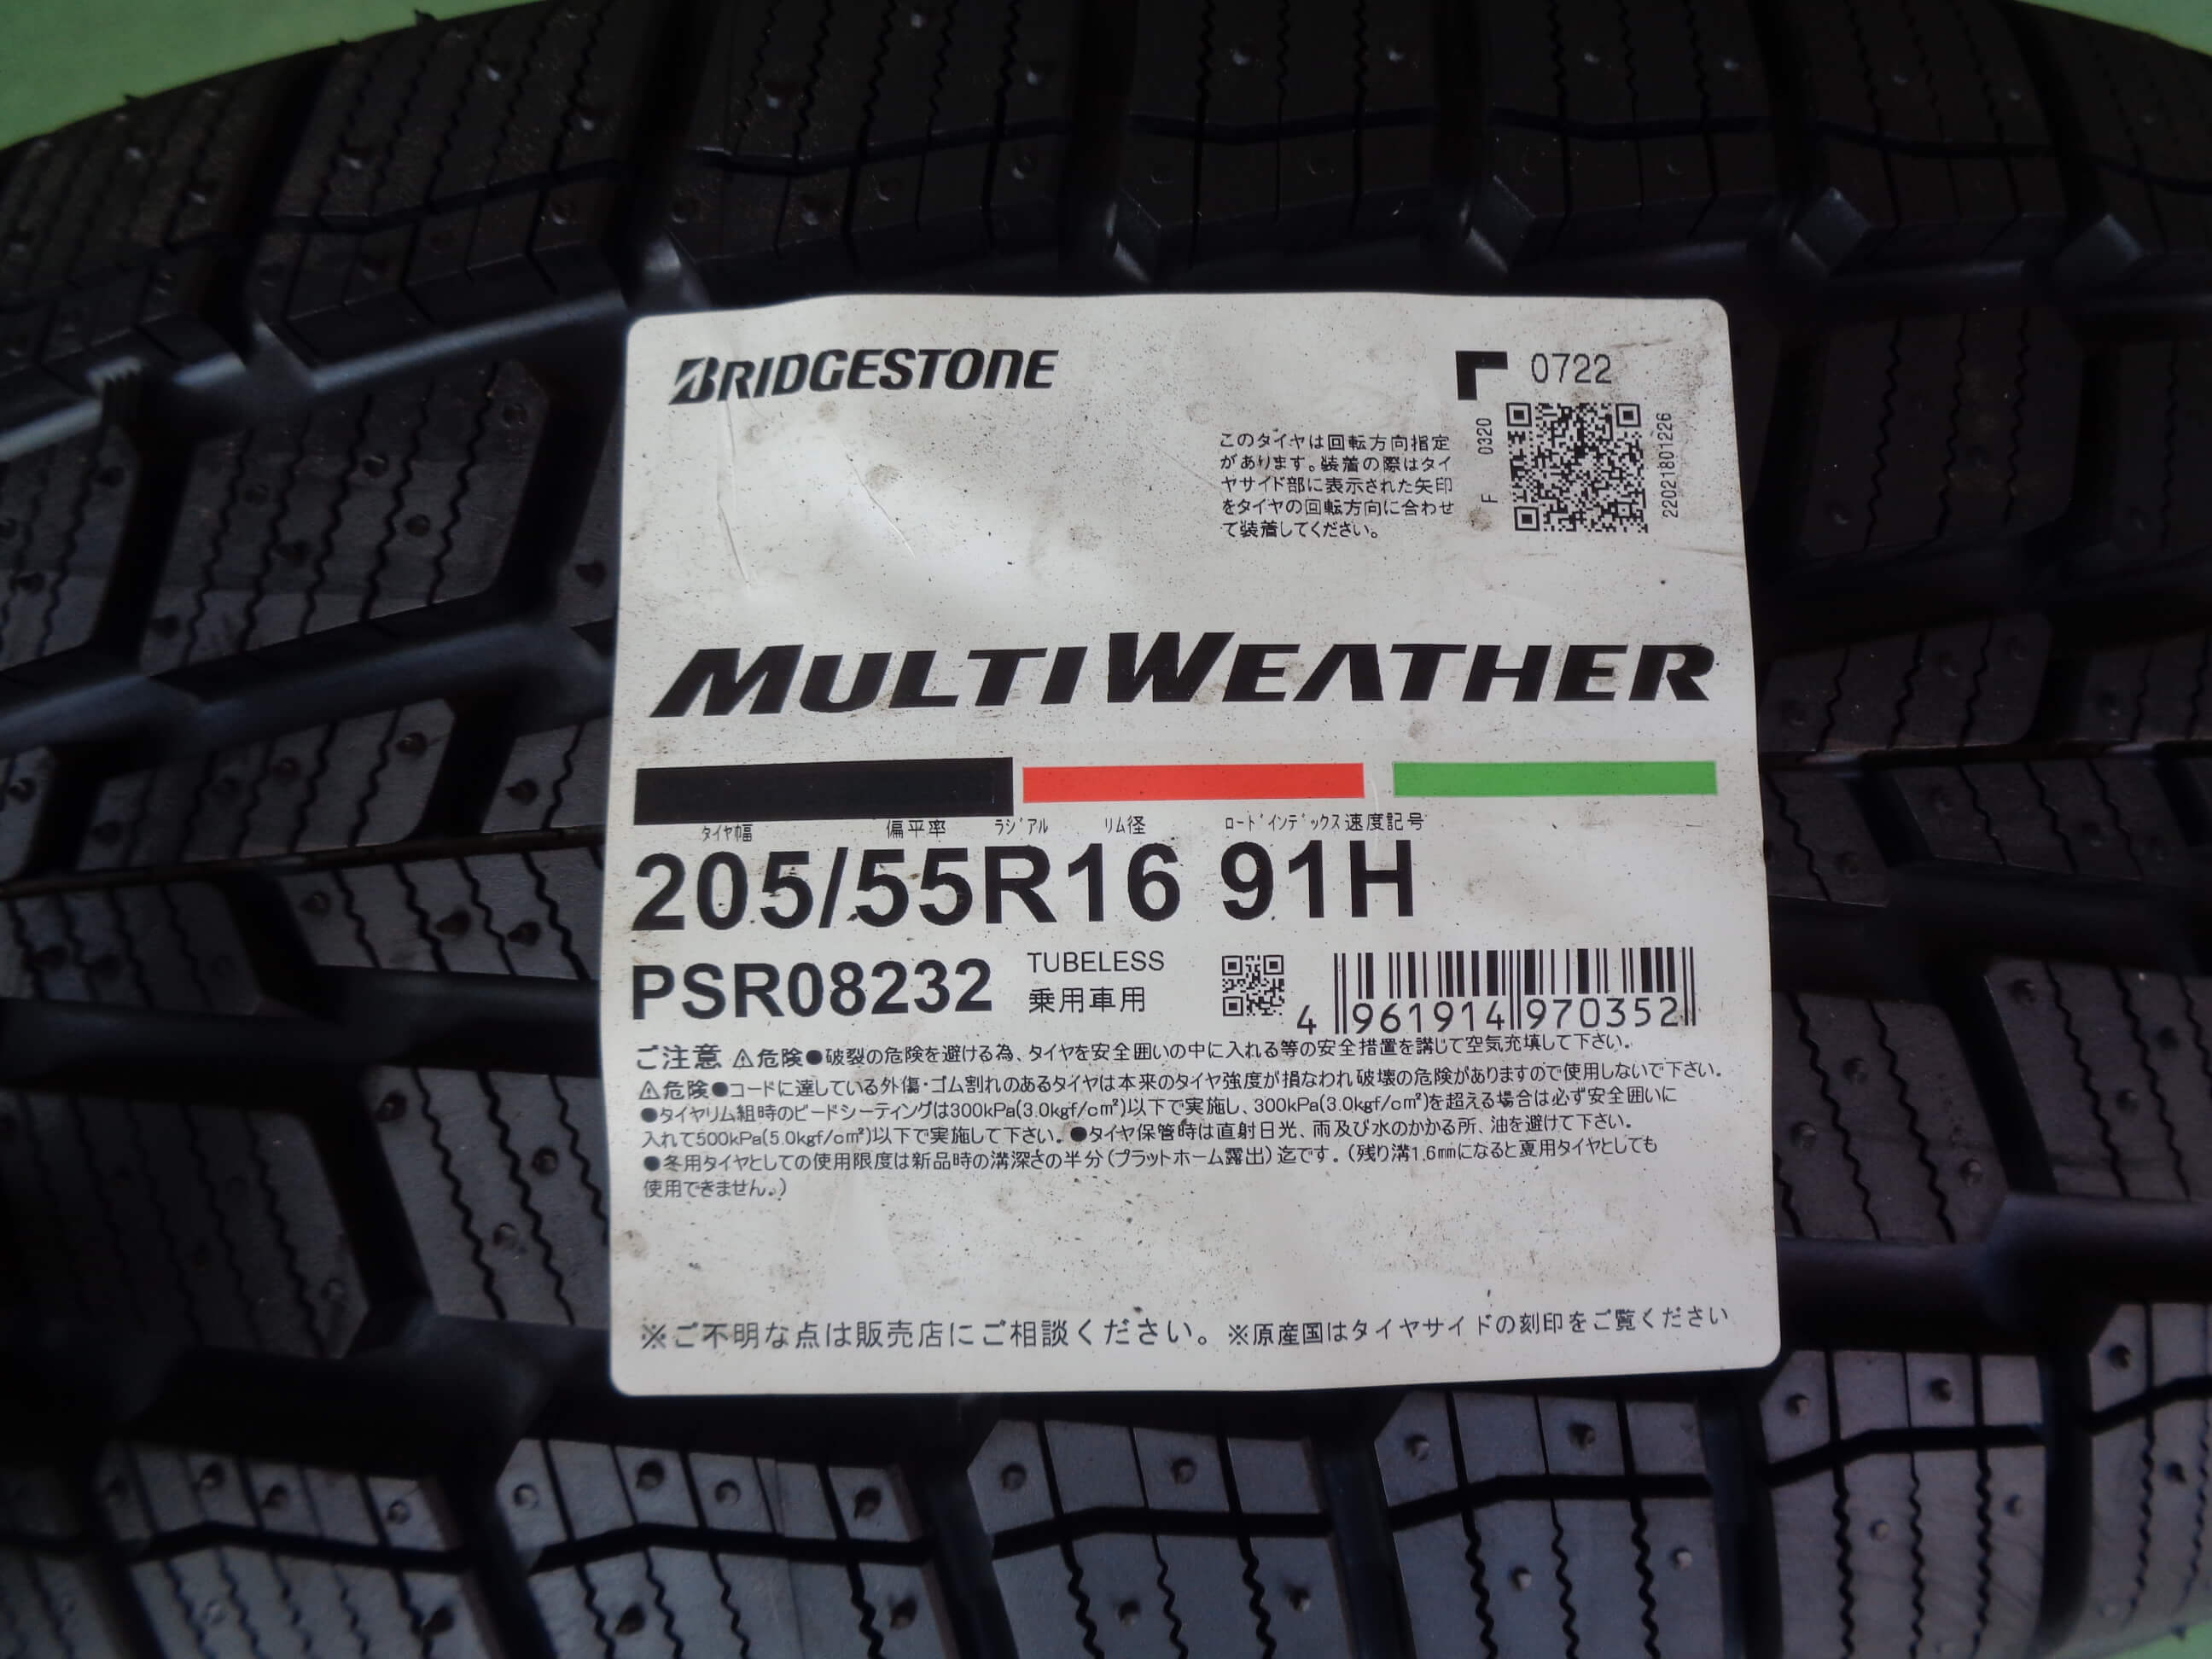 BRIDGESTONE
0722
F 0320
22021801226
このタイヤは回転方向指定
があります。装着の際はタイ
ヤサイド部に表示された矢印
をタイヤの回転方向に合わせ
て装着してください。
MULTIWEATHER
タイヤ幅 偏平率 ラジアル リム径 ロードインデックス 速度記号
205/55R16 91H
PSR08232
TUBELESS
乗用車用
4 961914 970352
ご注意 ⚠危険●破裂の危険を避ける為、タイヤを安全囲いの中に入れる等の安全措置を講じて空気充填して下さい。
⚠危険●コードに達している外傷・ゴム割れのあるタイヤは本来のタイヤ強度が損なわれ破壊の危険がありますので使用しないで下さい。
●タイヤリム組時のビードシーティングは300kPa(3.0kgf/cm²)以下で実施し、300kPa(3.0kgf/cm²)を超える場合は必ず安全囲いに
入れて500kPa(5.0kgf/cm²)以下で実施して下さい。●タイヤ保管時は直射日光、雨及び水のかかる所、油を避けて下さい。
●冬用タイヤとしての使用限度は新品時の溝深さの半分(プラットホーム露出)迄です。(残り溝1.6mmになると夏用タイヤとしても
使用できません。)
※ご不明な点は販売店にご相談ください。※原産国はタイヤサイドの刻印をご覧ください